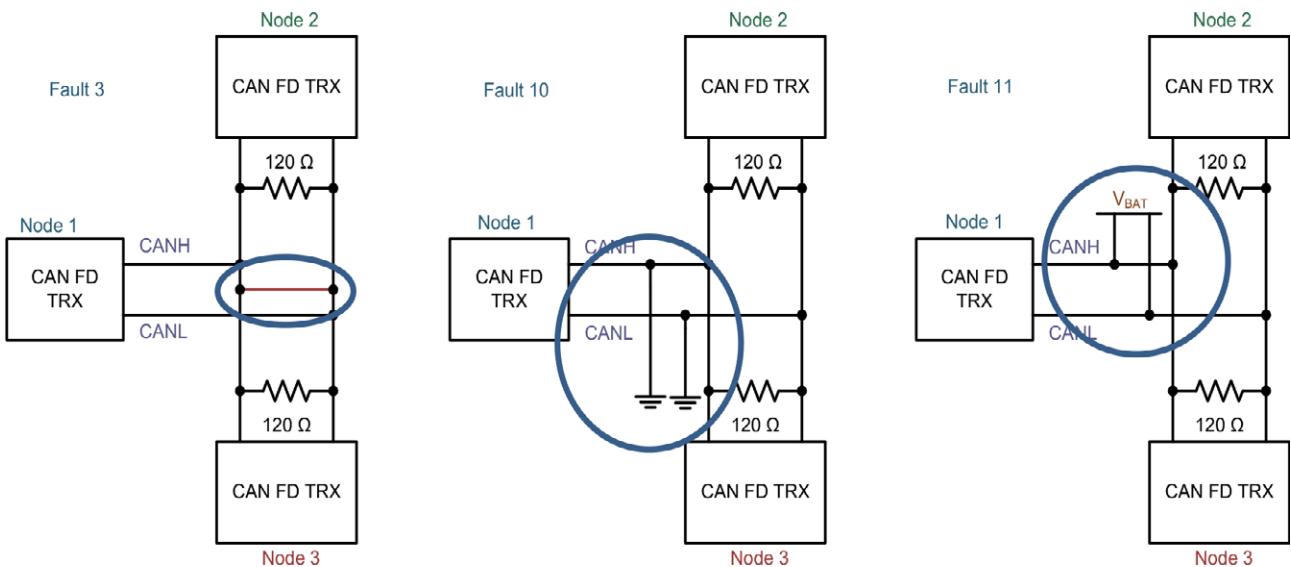 Fault 3
Node 2
CAN FD TRX
120 Ω
Node 1
CAN FD
TRX
CANH
CANL
120 Ω
CAN FD TRX
Node 3
Fault 10
Node 2
CAN FD TRX
120 Ω
Node 1
CAN FD
TRX
CANH
CANL
120 Ω
CAN FD TRX
Node 3
Fault 11
Node 2
CAN FD TRX
120 Ω
VBAT
Node 1
CAN FD
TRX
CANH
CANL
120 Ω
CAN FD TRX
Node 3